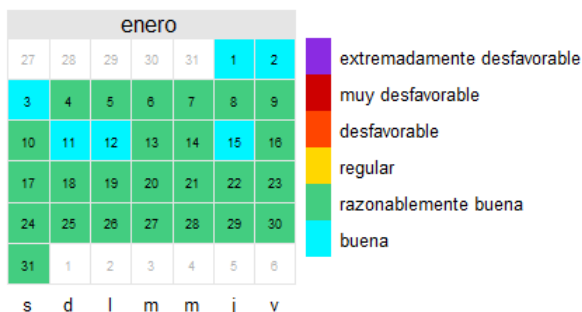 enero
27 28 29 30 31 1 2
3 4 5 6 7 8 9
10 11 12 13 14 15 16
17 18 19 20 21 22 23
24 25 26 27 28 29 30
31 1 2 3 4 5 6
s d l m m j v
extremadamente desfavorable
muy desfavorable
desfavorable
regular
razonablemente buena
buena